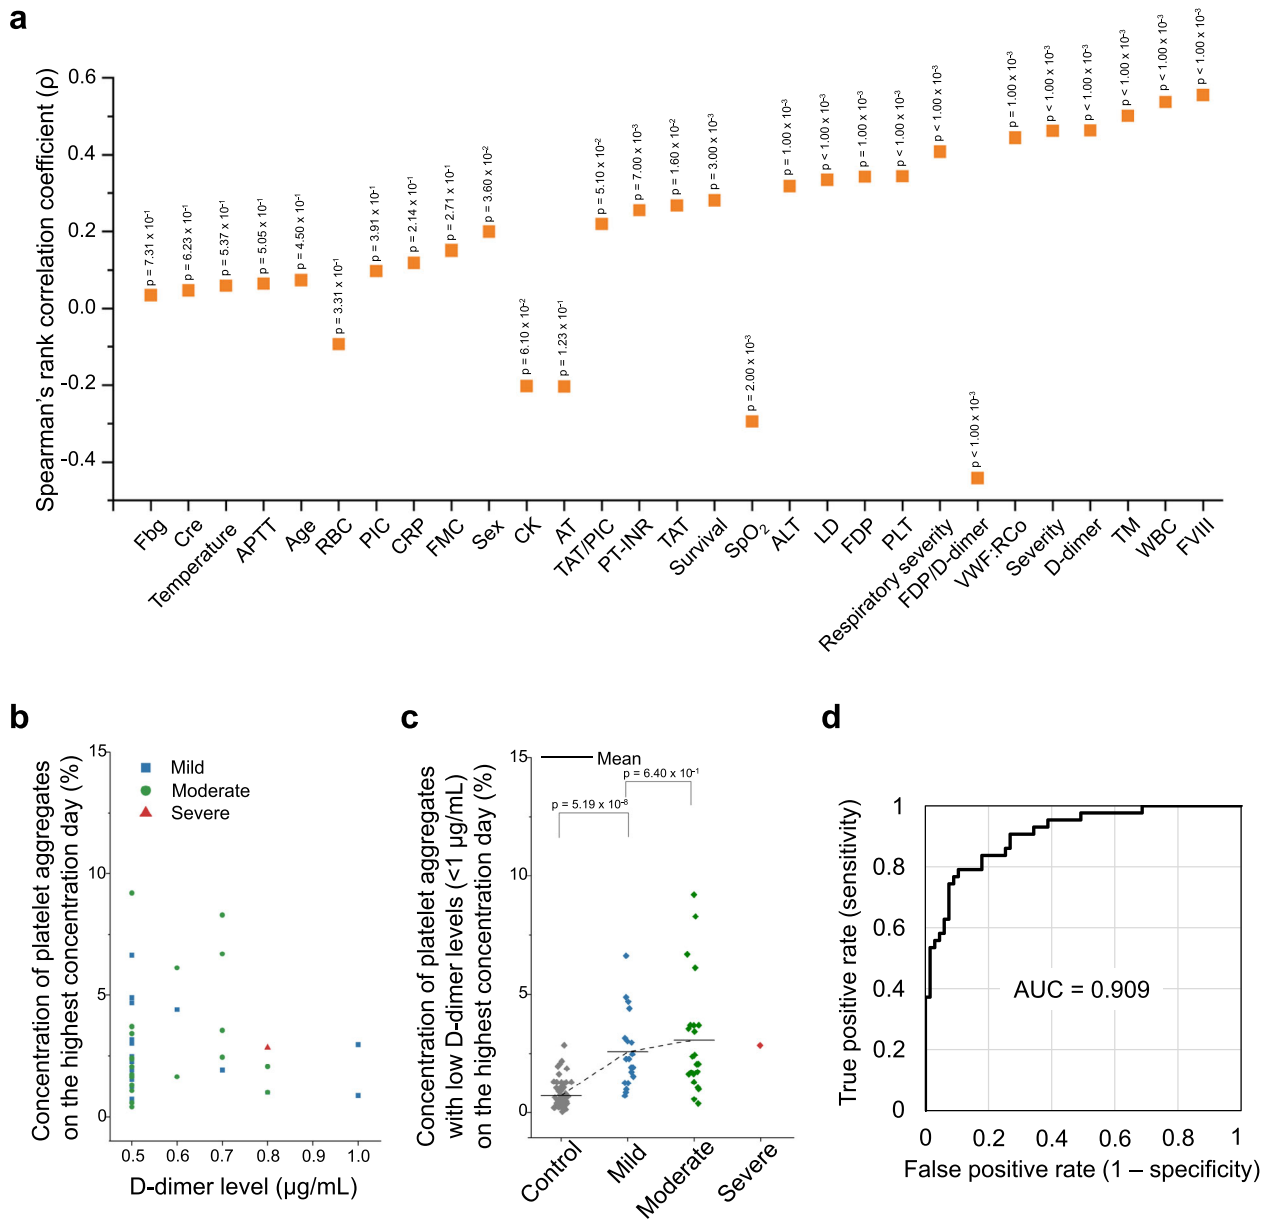 a
Spearman's rank correlation coefficient (ρ)
0.6
0.4
0.2
0.0
-0.2
-0.4
p = 7.31 x 10-1
p = 6.23 x 10-1
p = 5.37 x 10-1
p = 5.05 x 10-1
p = 4.50 x 10-1
p = 3.31 x 10-1
p = 3.91 x 10-1
p = 2.14 x 10-1
p = 2.71 x 10-1
p = 3.60 x 10-2
p = 6.10 x 10-2
p = 1.23 x 10-1
p = 5.10 x 10-2
p = 7.00 x 10-3
p = 1.60 x 10-2
p = 3.00 x 10-3
p = 2.00 x 10-3
p = 1.00 x 10-3
p < 1.00 x 10-3
p = 1.00 x 10-3
p < 1.00 x 10-3
p < 1.00 x 10-3
p < 1.00 x 10-3
p = 1.00 x 10-3
p < 1.00 x 10-3
p < 1.00 x 10-3
p < 1.00 x 10-3
p < 1.00 x 10-3
p < 1.00 x 10-3
Fbg
Cre
Temperature
APTT
Age
RBC
PIC
CRP
FMC
Sex
CK
AT
TAT/PIC
PT-INR
TAT
Survival
SpO2
ALT
LD
FDP
PLT
Respiratory severity
FDP/D-dimer
VWF:RCo
Severity
D-dimer
TM
WBC
FVIII
b
Concentration of platelet aggregates
on the highest concentration day (%)
15
10
5
0
Mild
Moderate
Severe
0.5
0.6
0.7
0.8
0.9
1.0
D-dimer level (μg/mL)
c
Concentration of platelet aggregates
with low D-dimer levels (<1 μg/mL)
on the highest concentration day (%)
15
10
5
0
Mean
p = 6.40 x 10-1
p = 5.19 x 10-8
Control
Mild
Moderate
Severe
d
True positive rate (sensitivity)
1
0.8
0.6
0.4
0.2
0
AUC = 0.909
0
0.2
0.4
0.6
0.8
1
False positive rate (1 – specificity)